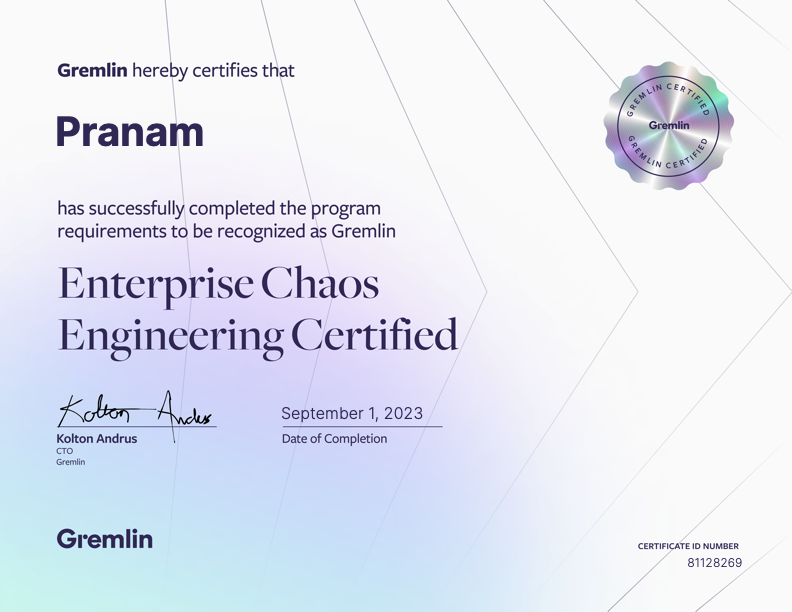 Gremlin hereby certifies that
GREMLIN CERTIFIED
Gremlin
GREMLIN CERTIFIED
Pranam
has successfully completed the program
requirements to be recognized as Gremlin
Enterprise Chaos
Engineering Certified
Kolton Andrus
September 1, 2023
Kolton Andrus
Date of Completion
CTO
Gremlin
Gremlin
CERTIFICATE ID NUMBER
81128269